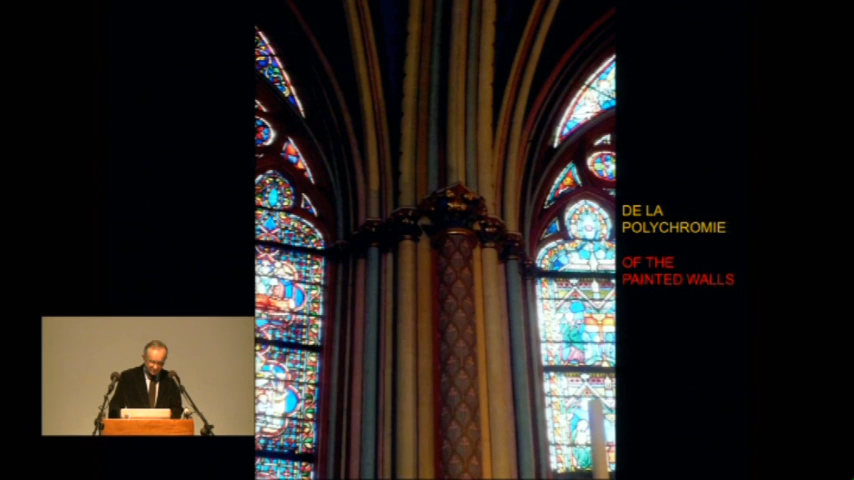 DE LA
POLYCHROMIE
OF THE
PAINTED WALLS